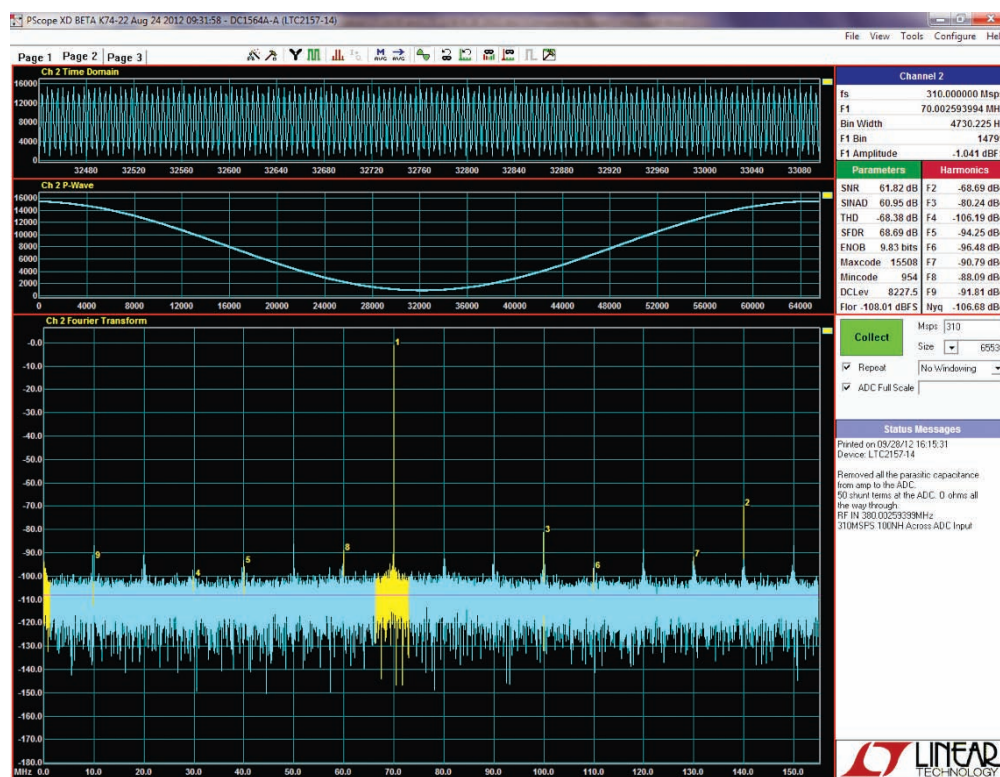 PScope XD BETA K74-22 Aug 24 2012 09:31:58 - DC1564A-A (LTC2157-14)
File View Tools Configure Hel
Page 1 Page 2 Page 3
Ch 2 Time Domain
16000
12000
8000
4000
0
32480 32520 32560 32600 32640 32680 32720 32760 32800 32840 32880 32920 32960 33000 33040 33080
Ch 2 P-Wave
16000
14000
12000
10000
8000
6000
4000
2000
0
0 4000 8000 12000 16000 20000 24000 28000 32000 36000 40000 44000 48000 52000 56000 60000 64000
Ch 2 Fourier Transform
-0.0
-10.0
-20.0
-30.0
-40.0
-50.0
-60.0
-70.0
-80.0
-90.0
-100.0
-110.0
-120.0
-130.0
-140.0
-150.0
-160.0
-170.0
-180.0
1
2
3
9
5
4
8
6
7
MHz 0.0 10.0 20.0 30.0 40.0 50.0 60.0 70.0 80.0 90.0 100.0 110.0 120.0 130.0 140.0 150.0
Channel 2
fs 310.000000 Msp
F1 70.002593994 MH
Bin Width 4730.225 H
F1 Bin 1479
F1 Amplitude -1.041 dBF
Parameters Harmonics
SNR 61.82 dB F2 -68.69 dB
SINAD 60.95 dB F3 -80.24 dB
THD -68.38 dB F4 -106.19 dB
SFDR 68.69 dB F5 -94.25 dB
ENOB 9.83 bits F6 -96.48 dB
Maxcode 15508 F7 -90.79 dB
Mincode 954 F8 -88.09 dB
DCLev 8227.5 F9 -91.81 dB
Flor -108.01 dBFS Nyq -106.68 dB
Collect
Msps 310
Size 6553
Repeat No Windowing
ADC Full Scale
Status Messages
Printed on 09/28/12 16:15:31
Device: LTC2157-14
Removed all the parasitic capacitance
from amp to the ADC.
50 shunt terms at the ADC. 0 ohms all
the way through.
RF IN 380.00259399MHz
310MSPS 100NH Across ADC Input
LINEAR
TECHNOLOGY